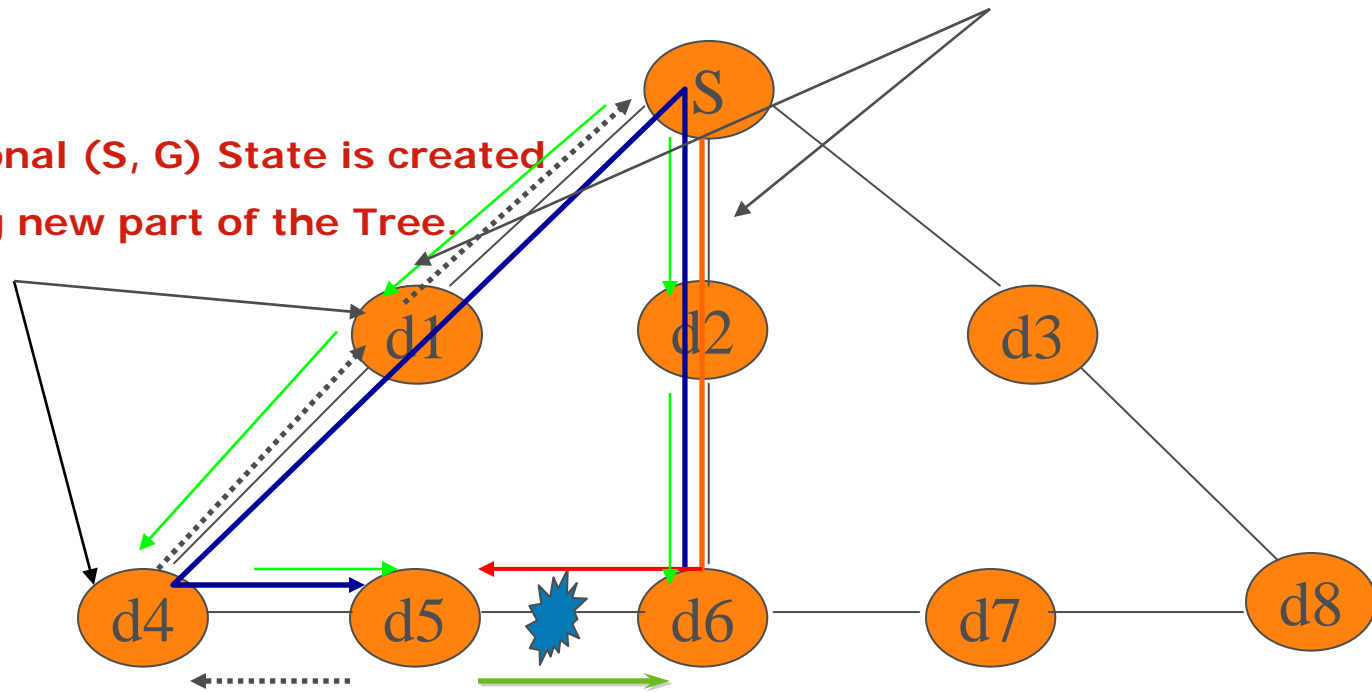 S
onal (S, G) State is created
g new part of the Tree.
d1
d2
d3
d4
d5
d6
d7
d8